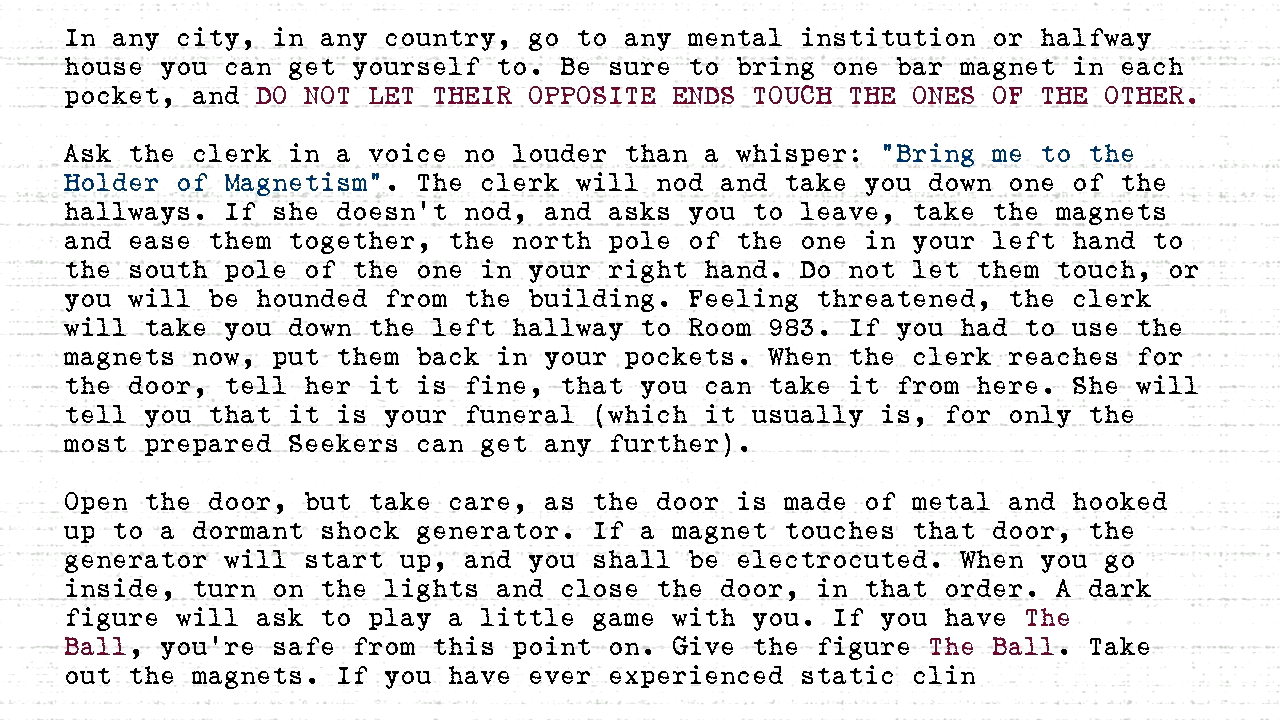 In any city, in any country, go to any mental institution or halfway
house you can get yourself to. Be sure to bring one bar magnet in each
pocket, and DO NOT LET THEIR OPPOSITE ENDS TOUCH THE ONES OF THE OTHER.
Ask the clerk in a voice no louder than a whisper: "Bring me to the
Holder of Magnetism". The clerk will nod and take you down one of the
hallways. If she doesn't nod, and asks you to leave, take the magnets
and ease them together, the north pole of the one in your left hand to
the south pole of the one in your right hand. Do not let them touch, or
you will be hounded from the building. Feeling threatened, the clerk
will take you down the left hallway to Room 983. If you had to use the
magnets now, put them back in your pockets. When the clerk reaches for
the door, tell her it is fine, that you can take it from here. She will
tell you that it is your funeral (which it usually is, for only the
most prepared Seekers can get any further).
Open the door, but take care, as the door is made of metal and hooked
up to a dormant shock generator. If a magnet touches that door, the
generator will start up, and you shall be electrocuted. When you go
inside, turn on the lights and close the door, in that order. A dark
figure will ask to play a little game with you. If you have The
Ball, you're safe from this point on. Give the figure The Ball. Take
out the magnets. If you have ever experienced static clin